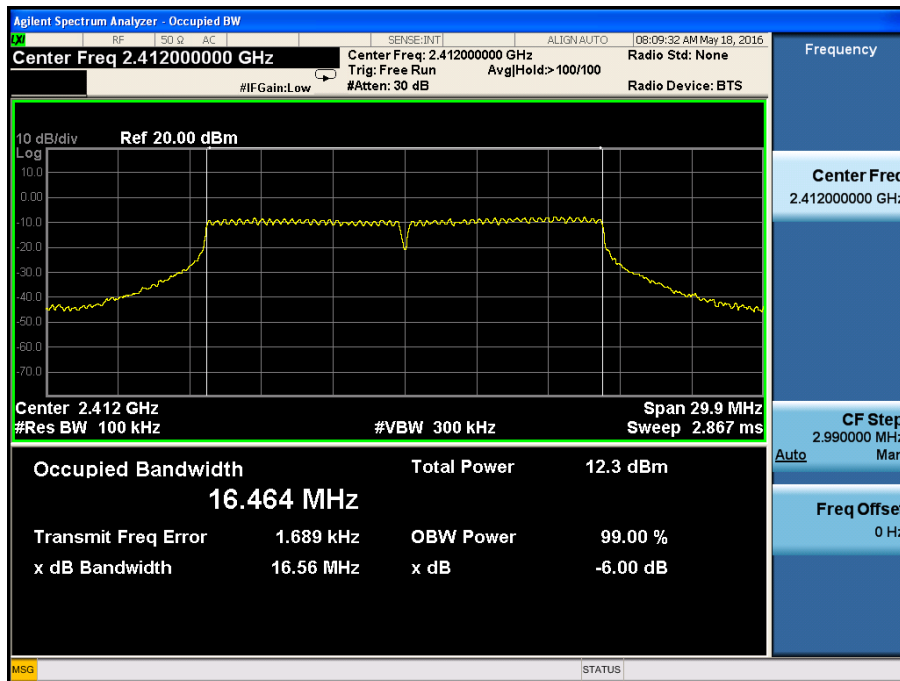 Agilent Spectrum Analyzer - Occupied BW
LXI RF 50 Ω AC SENSE:INT ALIGN AUTO 08:09:32 AM May 18, 2016
Center Freq 2.412000000 GHz
Center Freq: 2.412000000 GHz
Radio Std: None
Trig: Free Run Avg|Hold:>100/100
#IFGain:Low
#Atten: 30 dB
Radio Device: BTS
10 dB/div Ref 20.00 dBm
Log
10.0
0.00
-10.0
-20.0
-30.0
-40.0
-50.0
-60.0
-70.0
Center 2.412 GHz Span 29.9 MHz
#Res BW 100 kHz #VBW 300 kHz Sweep 2.867 ms
Occupied Bandwidth Total Power 12.3 dBm
16.464 MHz
Transmit Freq Error 1.689 kHz OBW Power 99.00 %
x dB Bandwidth 16.56 MHz x dB -6.00 dB
Frequency
Center Freq
2.412000000 GHz
CF Step
2.990000 MHz
Auto Man
Freq Offset
0 Hz
MSG STATUS